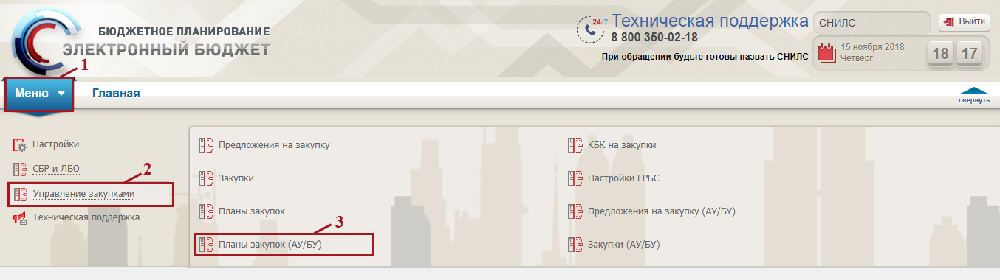 БЮДЖЕТНОЕ ПЛАНИРОВАНИЕ
ЭЛЕКТРОННЫЙ БЮДЖЕТ
24/7
Техническая поддержка
8 800 350-02-18
При обращении будьте готовы назвать СНИЛС
СНИЛС
Выйти
15 ноября 2018
Четверг
18 17
1
Меню
Главная
свернуть
Настройки
СБР и ЛБО
2
Управление закупками
Техническая поддержка
Предложения на закупку
Закупки
Планы закупок
3
Планы закупок (АУ/БУ)
КБК на закупки
Настройки ГРБС
Предложения на закупку (АУ/БУ)
Закупки (АУ/БУ)